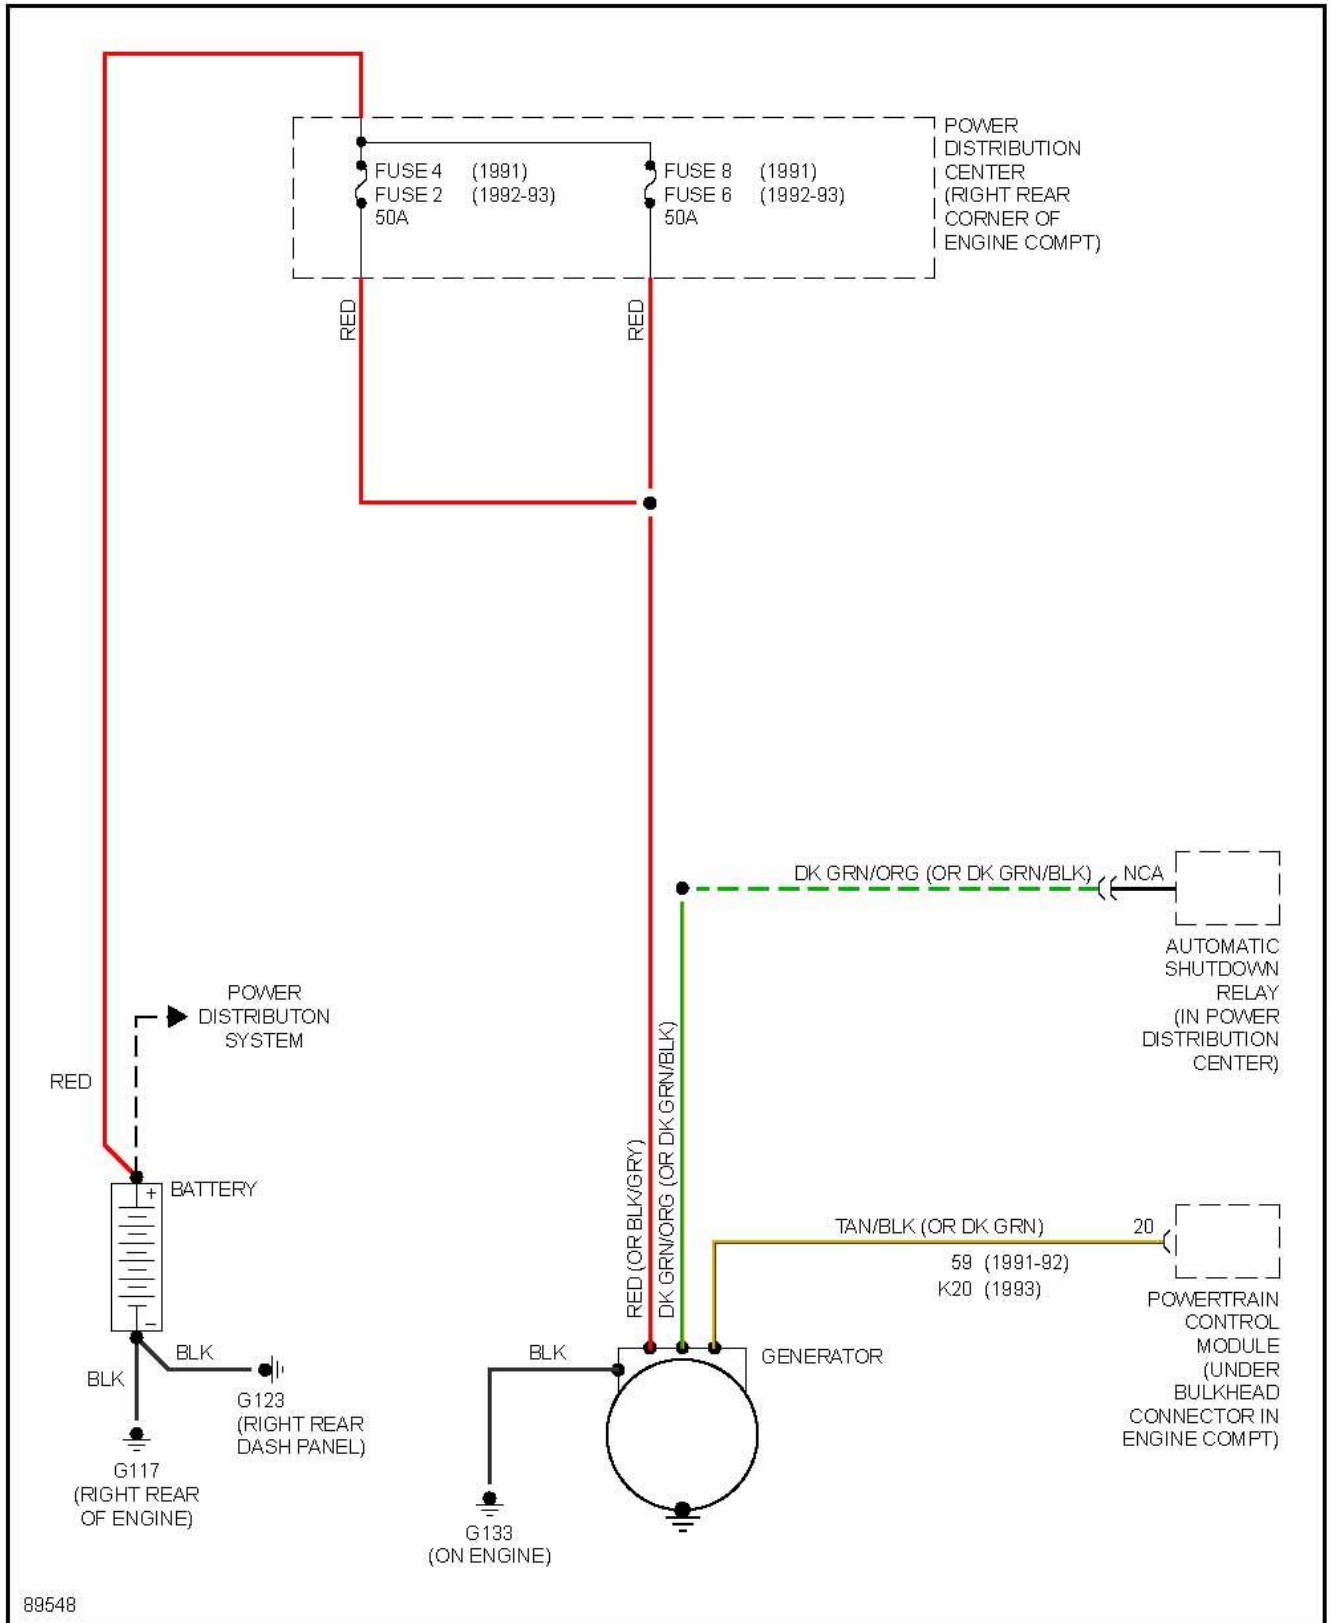 POWER
DISTRIBUTION
CENTER
(RIGHT REAR
CORNER OF
ENGINE COMPT)
FUSE 4 (1991)
FUSE 2 (1992-93)
50A
FUSE 8 (1991)
FUSE 6 (1992-93)
50A
RED
RED
DK GRN/ORG (OR DK GRN/BLK)
NCA
AUTOMATIC
SHUTDOWN
RELAY
(IN POWER
DISTRIBUTION
CENTER)
POWER
DISTRIBUTON
SYSTEM
RED
RED (OR BLK/GRY)
DK GRN/ORG (OR DK GRN/BLK)
+
BATTERY
-
TAN/BLK (OR DK GRN) 20
59 (1991-92)
K20 (1993)
POWERTRAIN
CONTROL
MODULE
(UNDER
BULKHEAD
CONNECTOR IN
ENGINE COMPT)
BLK
BLK
G123
(RIGHT REAR
DASH PANEL)
G117
(RIGHT REAR
OF ENGINE)
BLK
GENERATOR
G133
(ON ENGINE)
89548